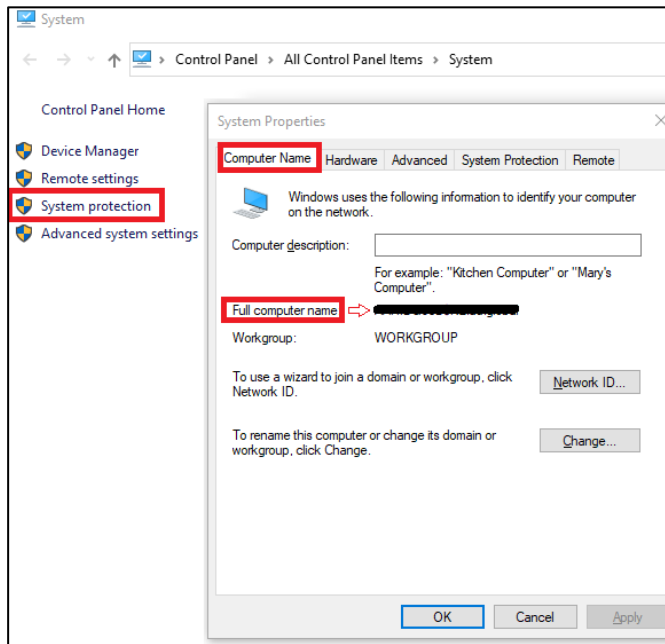 System
Control Panel > All Control Panel Items > System
Control Panel Home
Device Manager
Remote settings
System protection
Advanced system settings
System Properties
Computer Name Hardware Advanced System Protection Remote
Windows uses the following information to identify your computer
on the network.
Computer description:
For example: "Kitchen Computer" or "Mary's
Computer".
Full computer name
Workgroup: WORKGROUP
To use a wizard to join a domain or workgroup, click
Network ID.
Network ID...
To rename this computer or change its domain or
workgroup, click Change.
Change...
OK Cancel Apply